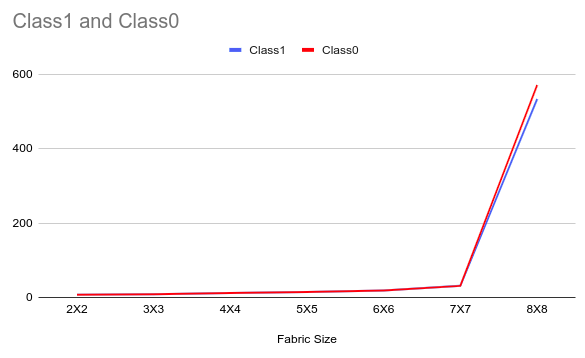 Class1 and Class0
Class1 Class0
600
400
200
0
2X2 3X3 4X4 5X5 6X6 7X7 8X8
Fabric Size